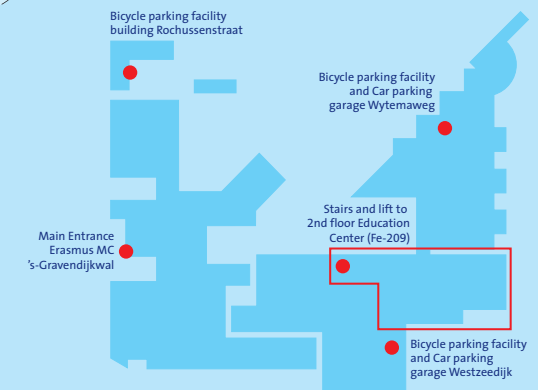 Bicycle parking facility
building Rochussenstraat
Bicycle parking facility
and Car parking
garage Wytemaweg
Stairs and lift to
2nd floor Education
Center (Fe-209)
Main Entrance
Erasmus MC
's-Gravendijkwal
Bicycle parking facility
and Car parking
garage Westzeedijk